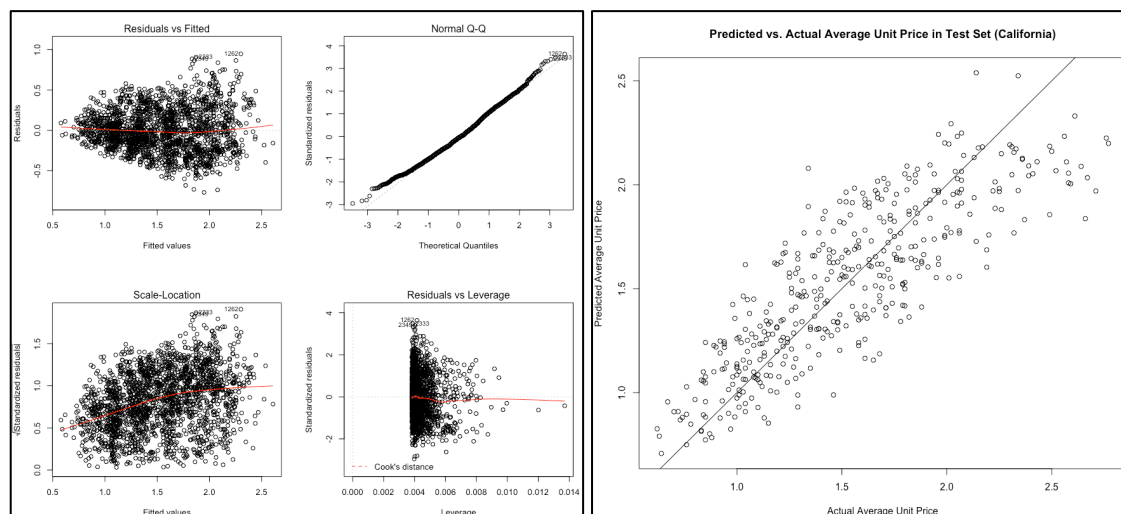 Residuals vs Fitted
1262
2333
Residuals
1.0
0.5
0.0
-0.5
0.5 1.0 1.5 2.0 2.5
Fitted values
Normal Q-Q
1262
Standardized residuals
4
3
2
1
0
-1
-2
-3
-3 -2 -1 0 1 2 3
Theoretical Quantiles
Scale-Location
1262
√|Standardized residuals|
1.5
1.0
0.5
0.0
0.5 1.0 1.5 2.0 2.5
Fitted values
Residuals vs Leverage
1262
Standardized residuals
4
2
0
-2
Cook's distance
0.000 0.002 0.004 0.006 0.008 0.010 0.012 0.014
Leverage
Predicted vs. Actual Average Unit Price in Test Set (California)
Predicted Average Unit Price
2.5
2.0
1.5
1.0
1.0 1.5 2.0 2.5
Actual Average Unit Price